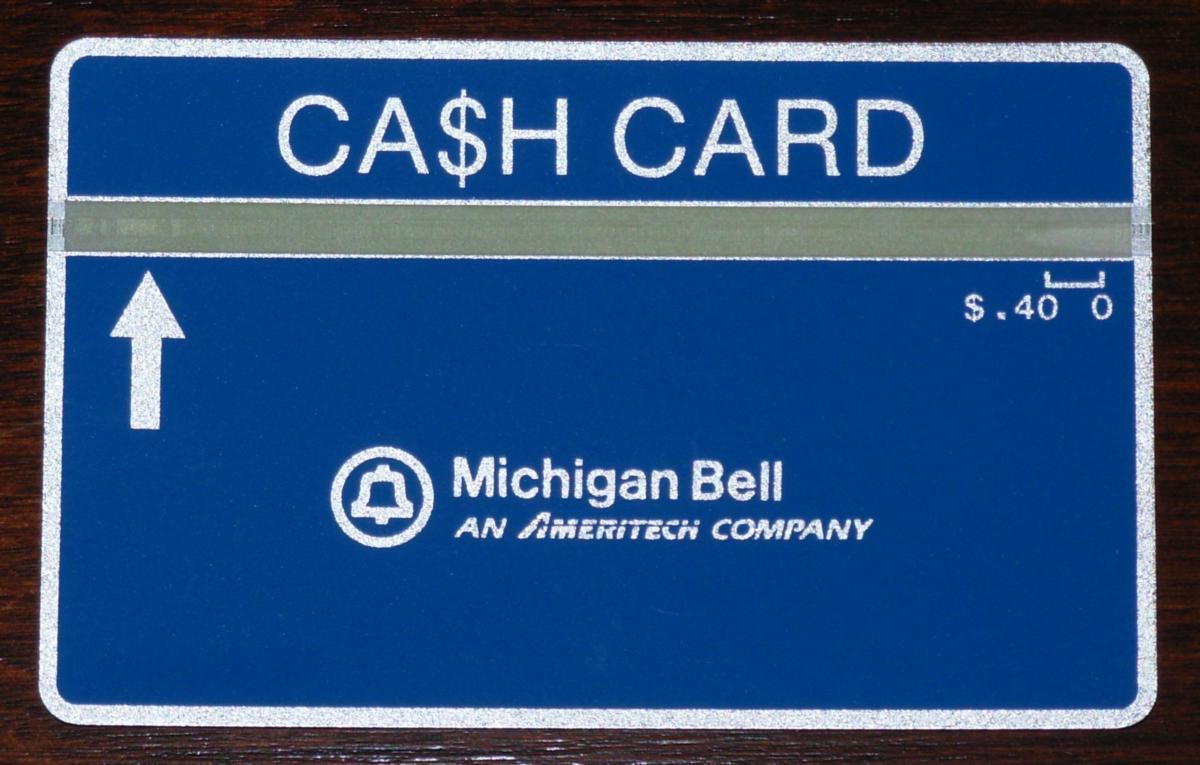 CA$H CARD
$.40 0
Michigan Bell
AN AMERITECH COMPANY